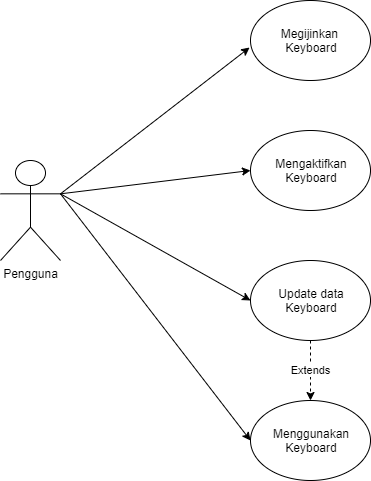 Megijinkan
Keyboard
Mengaktifkan
Keyboard
Pengguna
Update data
Keyboard
Extends
Menggunakan
Keyboard